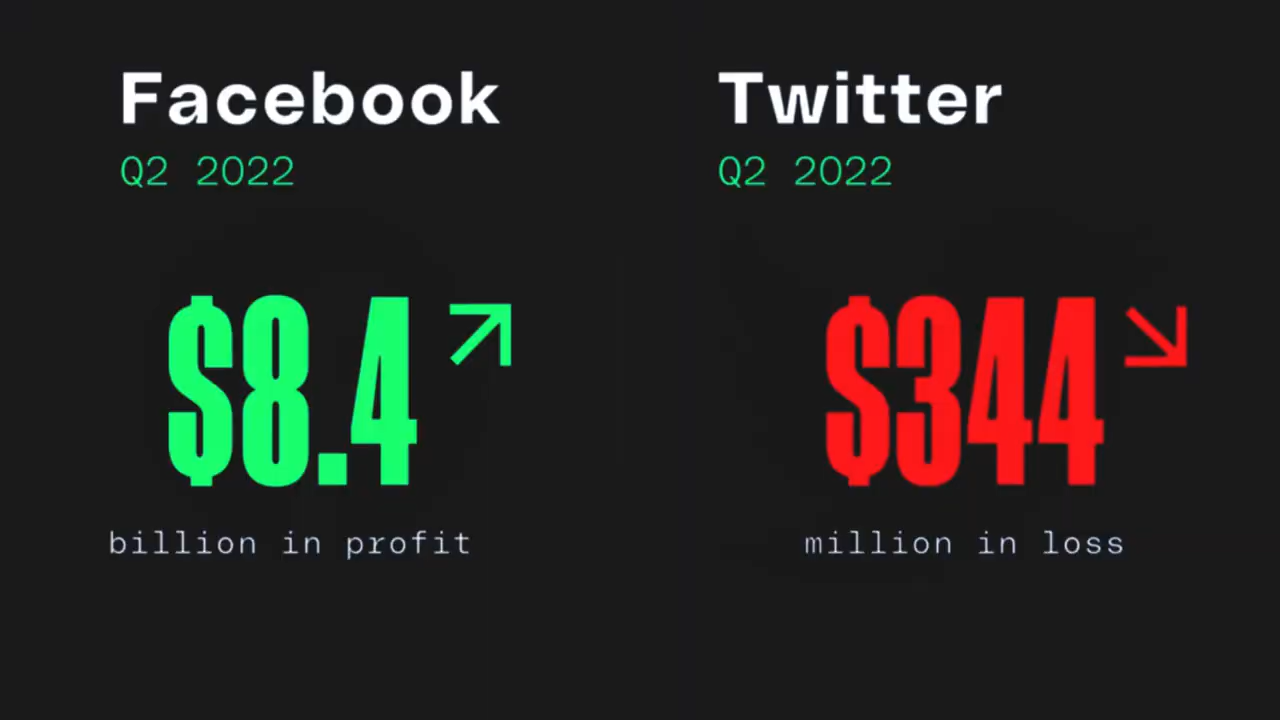 Facebook
Q2 2022
$8.4
billion in profit
Twitter
Q2 2022
$344
million in loss